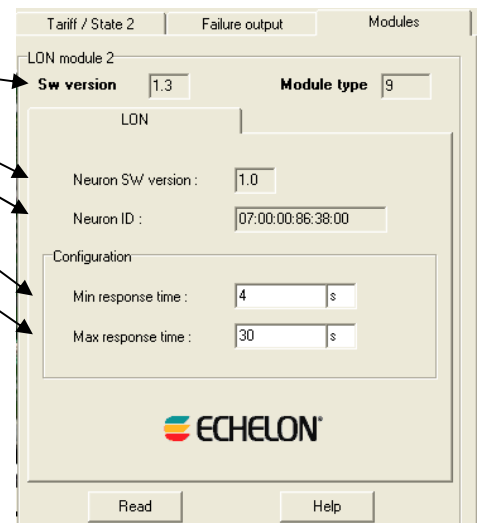 Tariff / State 2 Failure output Modules
LON module 2
Sw version 1.3 Module type 9
LON
Neuron SW version : 1.0
Neuron ID : 07:00:00:86:38:00
Configuration
Min response time : 4 s
Max response time : 30 s
ECHELON®
Read Help